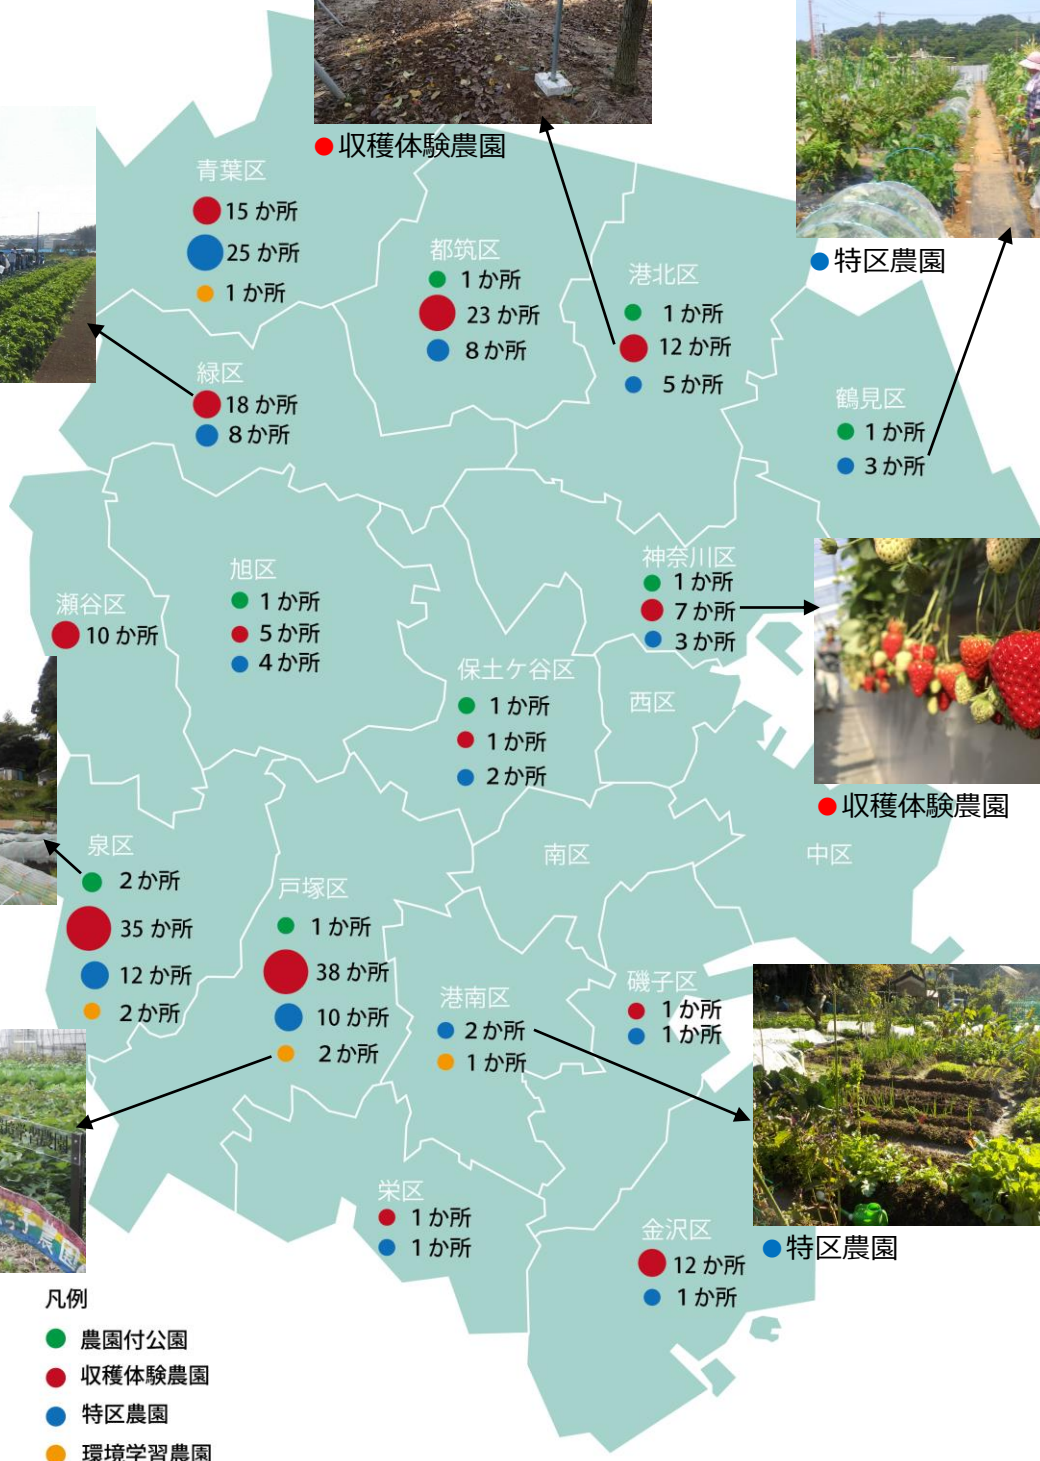 収穫体験農園
青葉区
15 か所
25 か所
1 か所
都筑区
1 か所
23 か所
8 か所
港北区
1 か所
12 か所
5 か所
特区農園
鶴見区
1 か所
3 か所
緑区
18 か所
8 か所
神奈川区
1 か所
7 か所
3 か所
旭区
1 か所
5 か所
4 か所
瀬谷区
10 か所
保土ケ谷区
1 か所
1 か所
2 か所
西区
収穫体験農園
泉区
2 か所
35 か所
12 か所
2 か所
戸塚区
1 か所
38 か所
10 か所
2 か所
南区
中区
港南区
2 か所
1 か所
磯子区
1 か所
1 か所
栄区
1 か所
1 か所
金沢区
12 か所
1 か所
特区農園
農園
凡例
農園付公園
収穫体験農園
特区農園
環境学習農園